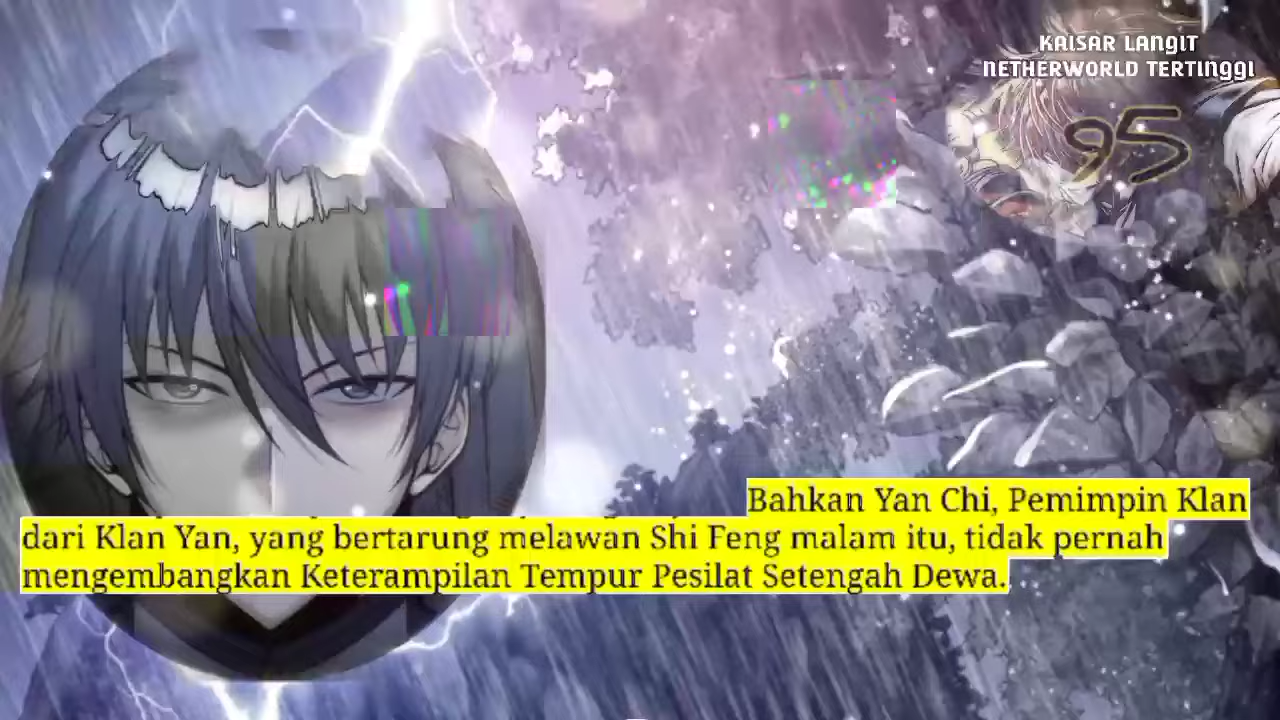 KAISAR LANGIT
NETHERWORLD TERTINGGI
95
Bahkan Yan Chi, Pemimpin Klan
dari Klan Yan, yang bertarung melawan Shi Feng malam itu, tidak pernah
mengembangkan Keterampilan Tempur Pesilat Setengah Dewa.